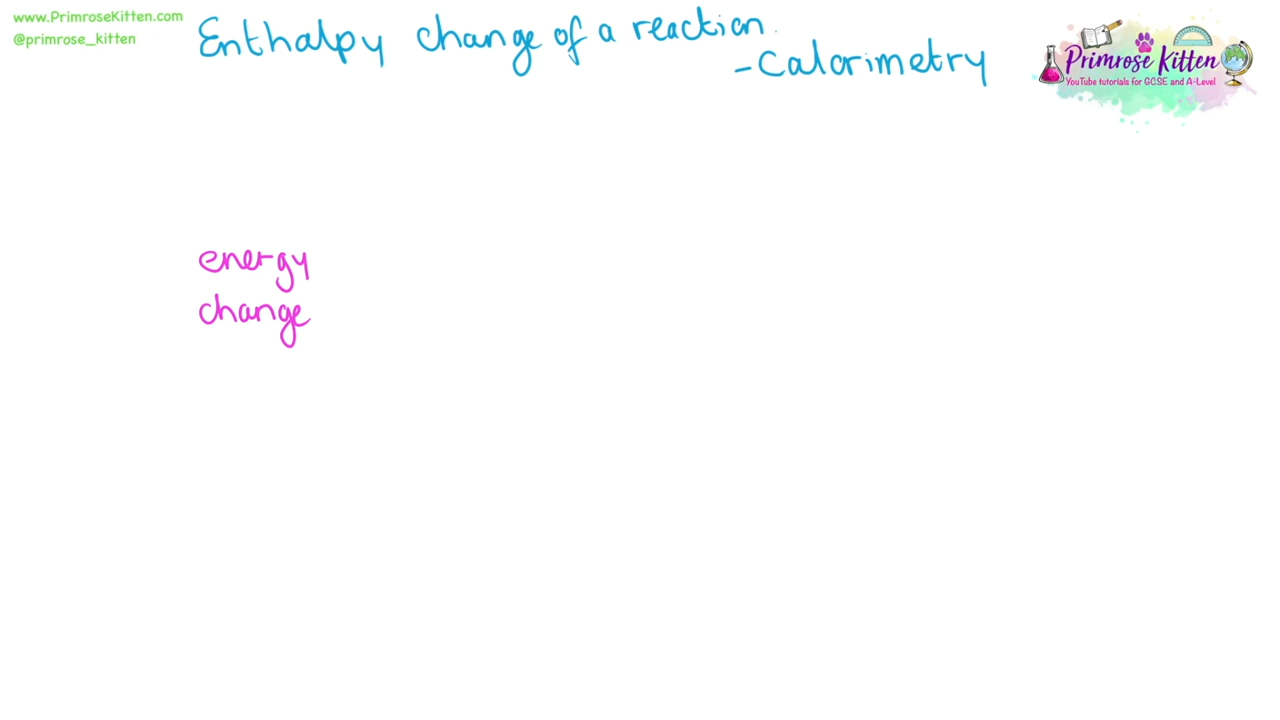 www.PrimroseKitten.com
@primrose_kitten
Enthalpy change of a reaction.
- Calorimetry
Primrose Kitten
YouTube tutorials for GCSE and A-Level
energy
change